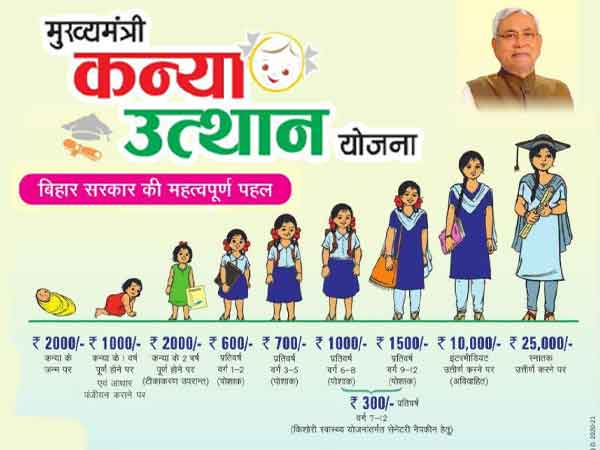 मुख्यमंत्री
कन्या
उत्थान योजना
बिहार सरकार की महत्वपूर्ण पहल
₹ 2000/-
कन्या के
जन्म पर
₹ 1000/-
कन्या के 1 वर्ष
पूर्ण होने पर
एवं आधार
पंजीयन कराने पर
₹ 2000/-
कन्या के 2 वर्ष
पूर्ण होने पर
(टीकाकरण उपरान्त)
₹ 600/-
प्रतिवर्ष
वर्ग 1-2
(पोशाक)
₹ 700/-
प्रतिवर्ष
वर्ग 3-5
(पोशाक)
₹ 1000/-
प्रतिवर्ष
वर्ग 6-8
(पोशाक)
₹ 1500/-
प्रतिवर्ष
वर्ग 9-12
(पोशाक)
₹ 10,000/-
इंटरमीडिएट
उत्तीर्ण करने पर
(अविवाहित)
₹ 25,000/-
स्नातक
उत्तीर्ण करने पर
₹ 300/- प्रतिवर्ष
वर्ग 7-12
(किशोरी स्वास्थ्य योजनांतर्गत सेनेटरी नैपकीन हेतु)
2020-21